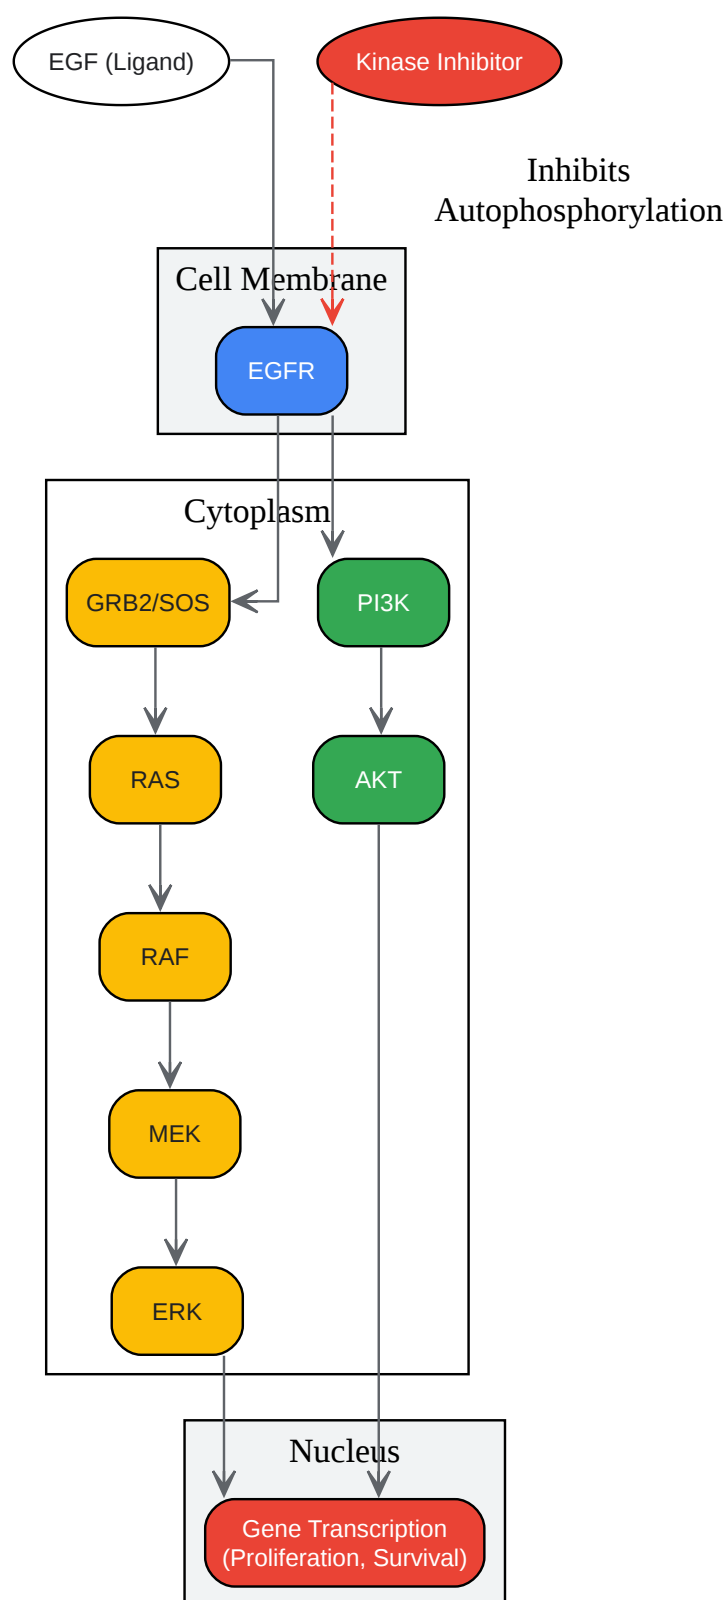 EGF (Ligand)
Kinase Inhibitor
Inhibits
Autophosphorylation
Cell Membrane
EGFR
Cytoplasm
GRB2/SOS
PI3K
RAS
AKT
RAF
MEK
ERK
Nucleus
Gene Transcription
(Proliferation, Survival)